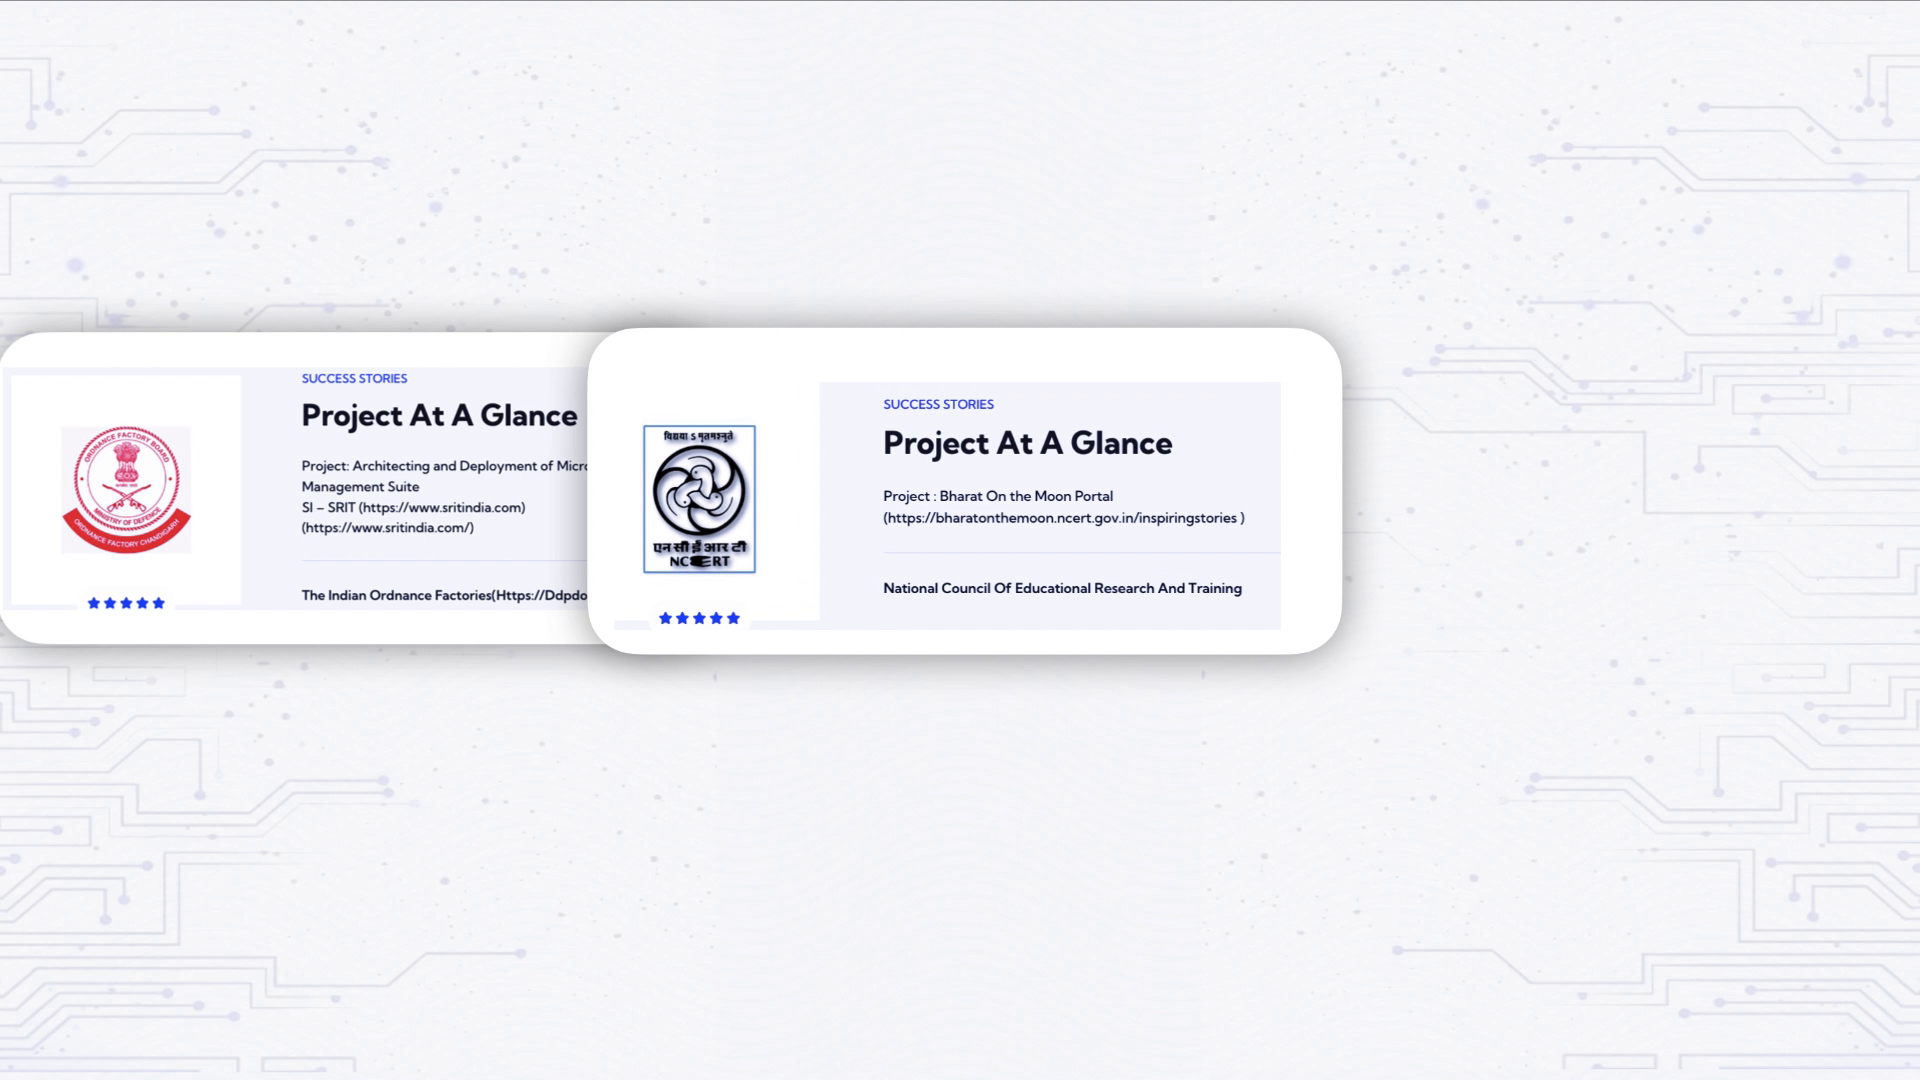 ORDNANCE FACTORY BOARD
MINISTRY OF DEFENCE
ORDNANCE FACTORY CHANDIGARH
SUCCESS STORIES
Project At A Glance
Project: Architecting and Deployment of Micro
Management Suite
SI – SRIT (https://www.sritindia.com)
(https://www.sritindia.com/)
The Indian Ordnance Factories(Https://Ddpdo
विद्यया ऽ मृतमश्नुते
एन सी ई आर टी
NCERT
SUCCESS STORIES
Project At A Glance
Project : Bharat On the Moon Portal
(https://bharatonthemoon.ncert.gov.in/inspiringstories )
National Council Of Educational Research And Training